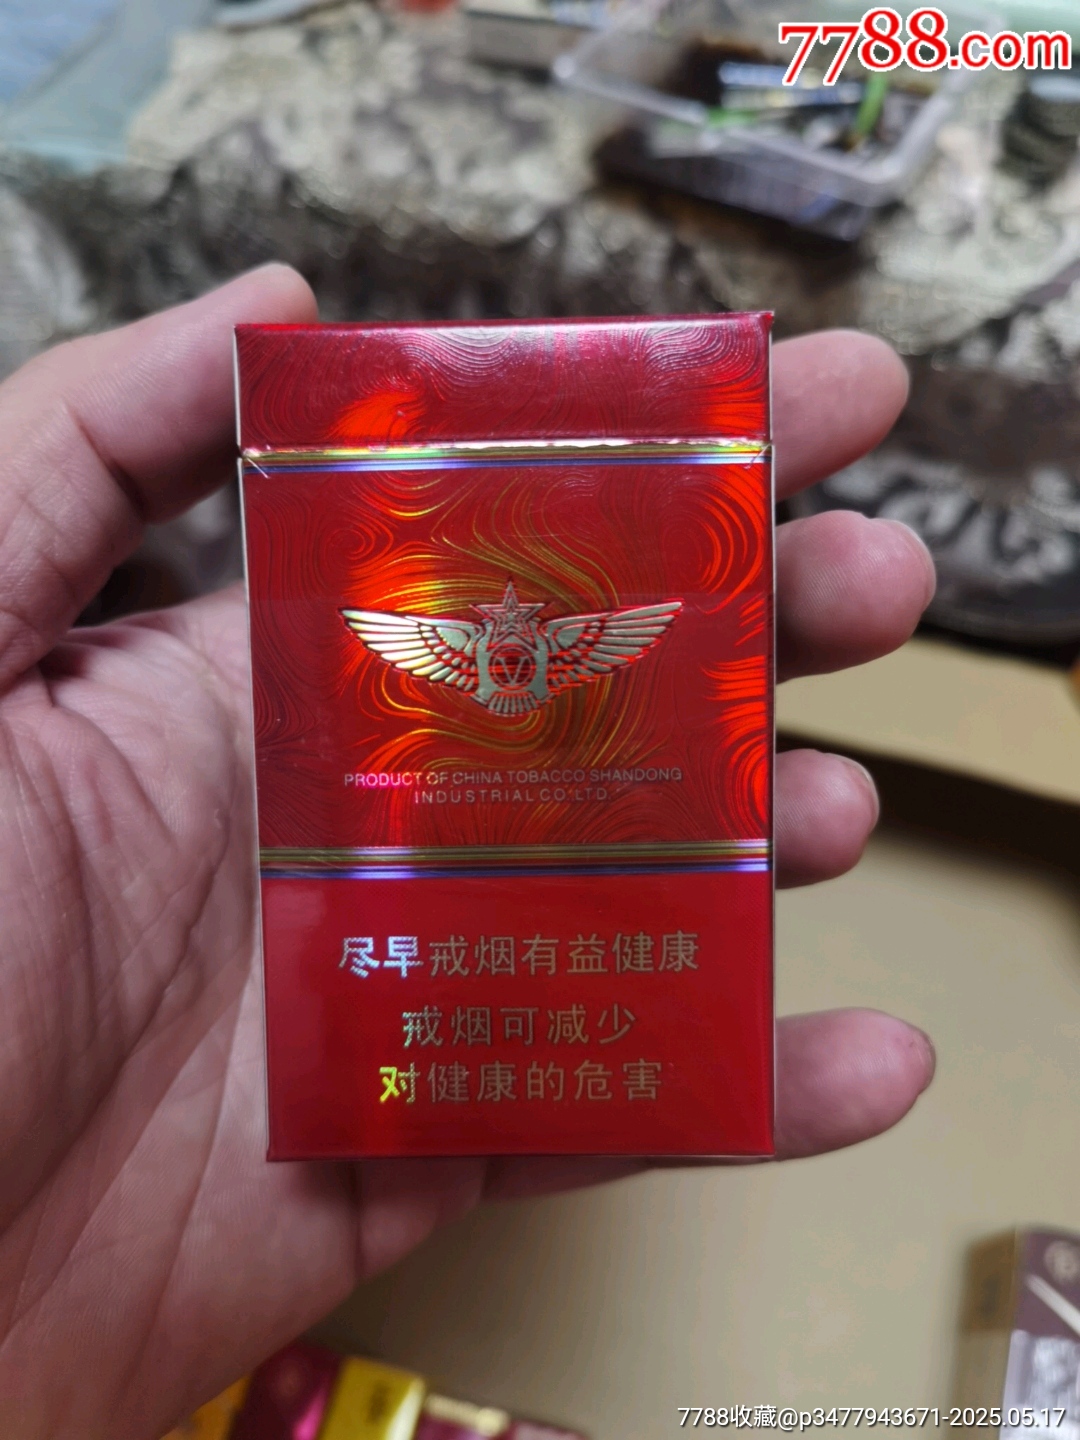 7788.com
V
PRODUCT OF CHINA TOBACCO SHANDONG
INDUSTRIAL CO.,LTD.
尽早戒烟有益健康
戒烟可减少
对健康的危害
7788收藏@p3477943671-2025.05.17